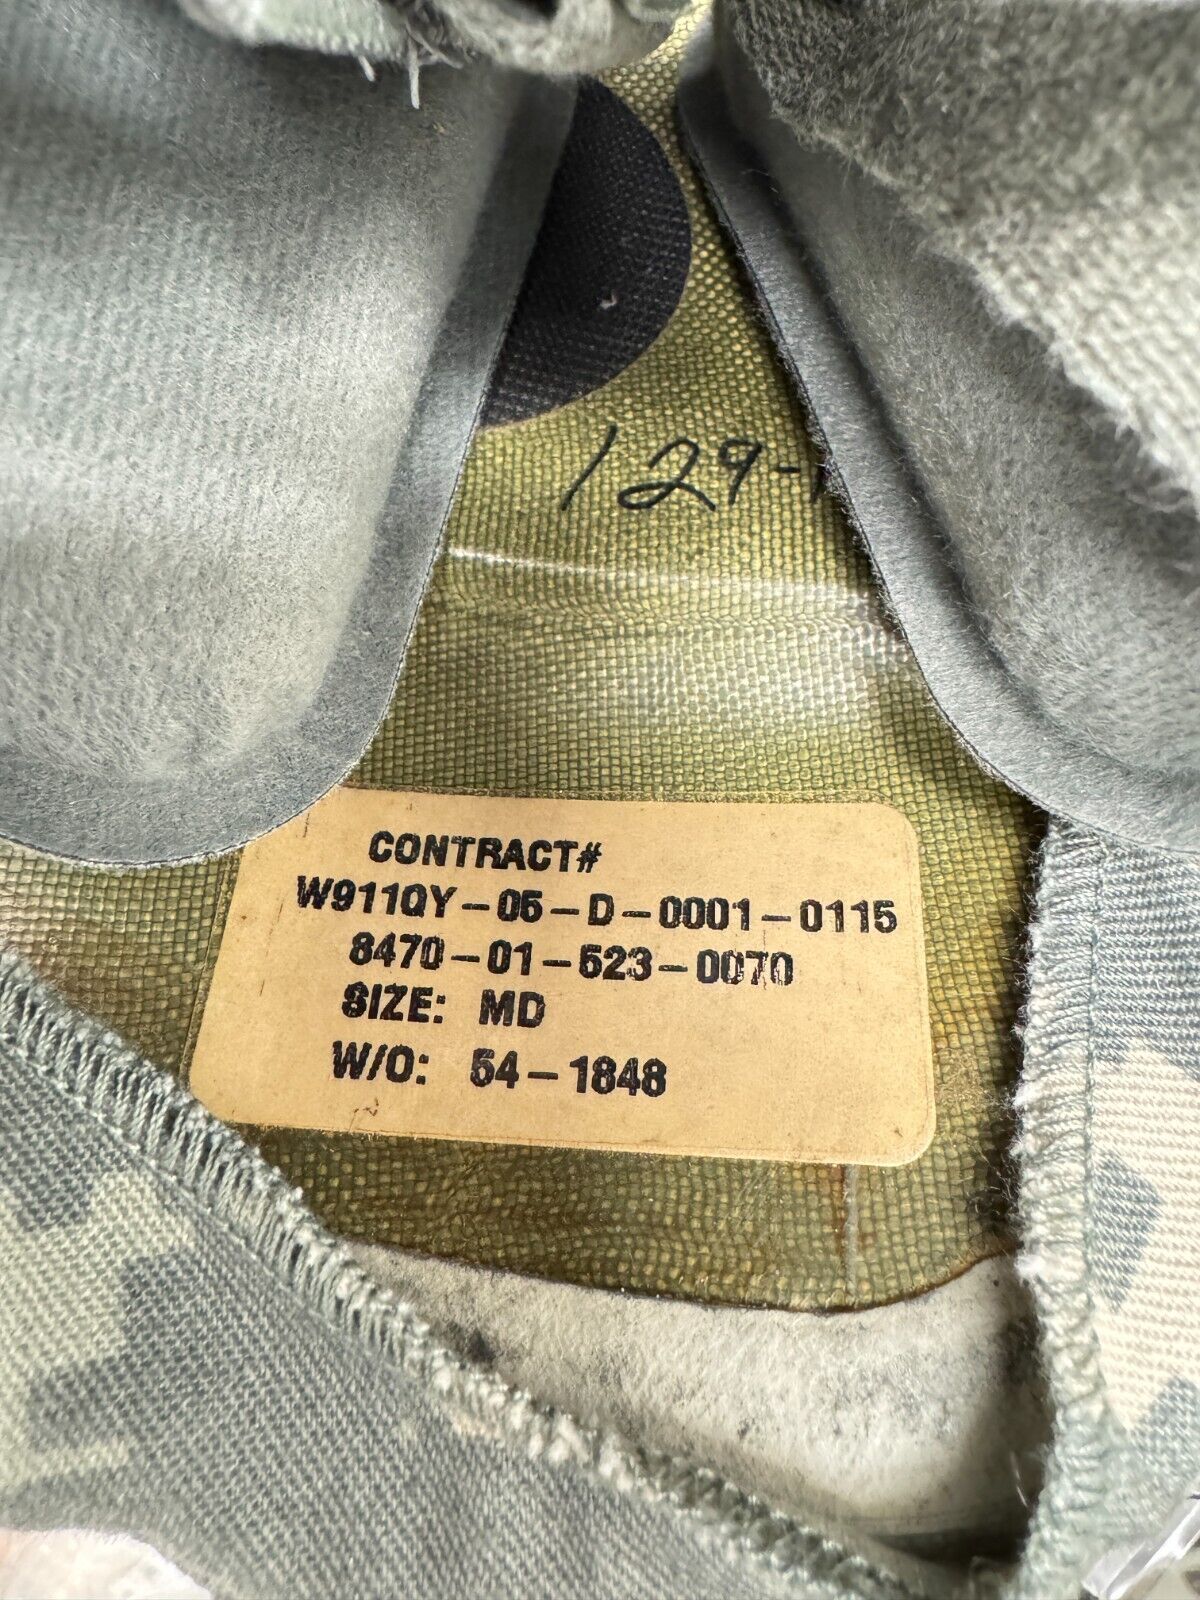 129-
CONTRACT#
W911QY-05-D-0001-0115
8470-01-523-0070
SIZE: MD
W/O: 54-1848